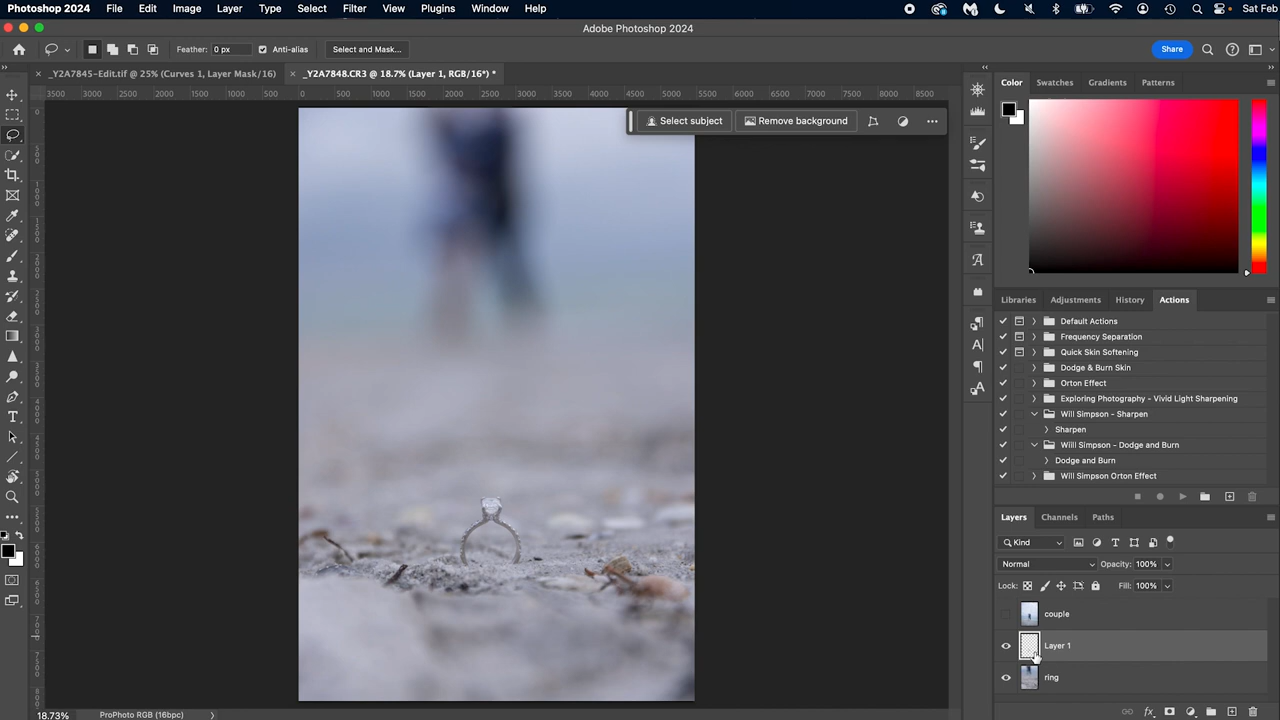 Photoshop 2024 File Edit Image Layer Type Select Filter View Plugins Window Help Sat Feb
Adobe Photoshop 2024
Feather: 0 px Anti-alias Select and Mask... Share
_Y2A7845-Edit.tif @ 25% (Curves 1, Layer Mask/16) _Y2A7848.CR3 @ 18.7% (Layer 1, RGB/16*) *
3500 3000 2500 2000 1500 1000 500 0 500 1000 1500 2000 2500 3000 3500 4000 4500 5000 5500 6000 6500 7000 7500 8000 8500
Select subject Remove background
Color Swatches Gradients Patterns
Libraries Adjustments History Actions
Default Actions
Frequency Separation
Quick Skin Softening
Dodge & Burn Skin
Orton Effect
Exploring Photography - Vivid Light Sharpening
Will Simpson - Sharpen
Sharpen
Wiill Simpson - Dodge and Burn
Dodge and Burn
Will Simpson Orton Effect
Layers Channels Paths
Kind
Normal Opacity: 100%
Lock: Fill: 100%
couple
Layer 1
ring
18.73% ProPhoto RGB (16bpc)